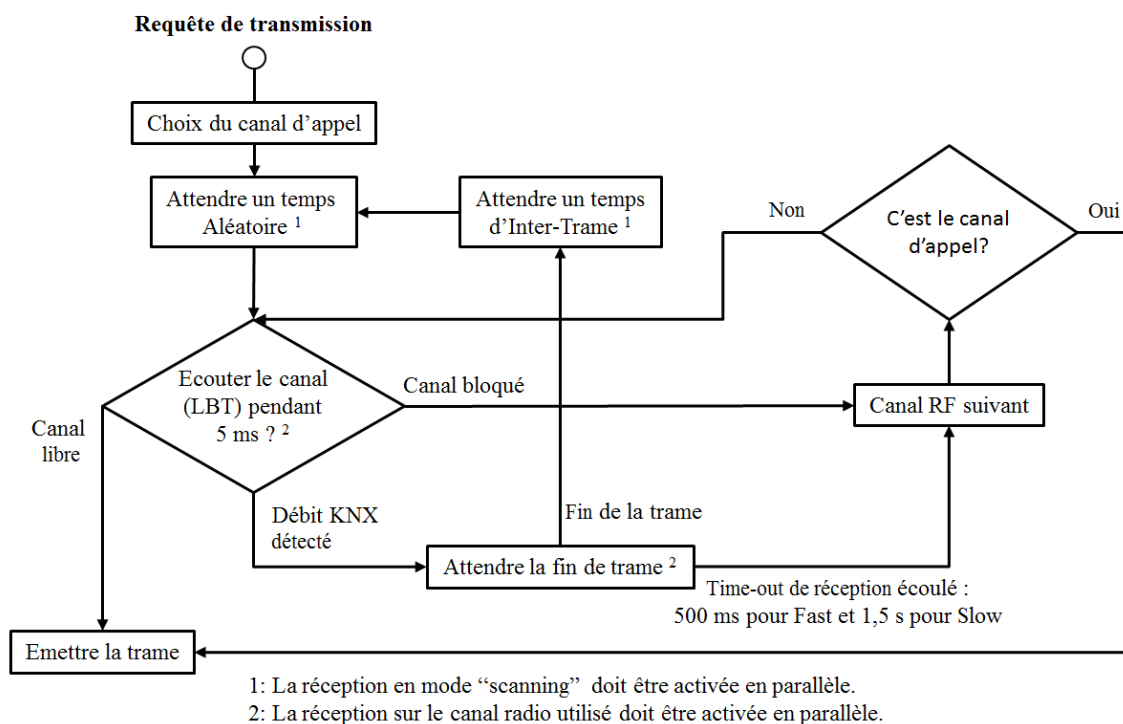 Requête de transmission
Choix du canal d'appel
Attendre un temps
Aléatoire 1
Attendre un temps
d'Inter-Trame 1
Non
C'est le canal
d'appel?
Oui
Ecouter le canal
(LBT) pendant
5 ms ? 2
Canal bloqué
Canal RF suivant
Canal
libre
Débit KNX
détecté
Fin de la trame
Attendre la fin de trame 2
Time-out de réception écoulé :
500 ms pour Fast et 1,5 s pour Slow
Emettre la trame
1: La réception en mode “scanning” doit être activée en parallèle.
2: La réception sur le canal radio utilisé doit être activée en parallèle.